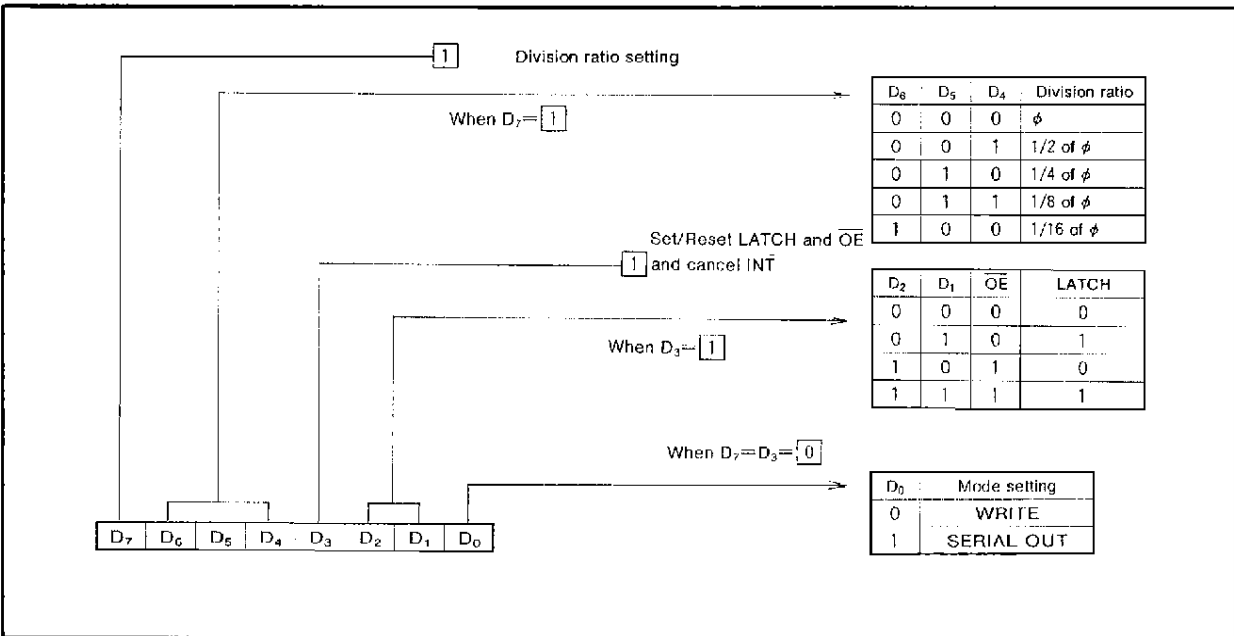 1 Division ratio setting
When D₇=1
D₆ D₅ D₄ Division ratio
0 0 0 φ
0 0 1 1/2 of φ
0 1 0 1/4 of φ
0 1 1 1/8 of φ
1 0 0 1/16 of φ
Set/Reset LATCH and O̅E̅
1 and cancel INT̅
When D₃=1
D₂ D₁ O̅E̅ LATCH
0 0 0 0
0 1 0 1
1 0 1 0
1 1 1 1
When D₇=D₃=0
D₀ Mode setting
0 WRITE
1 SERIAL OUT
D₇ D₆ D₅ D₄ D₃ D₂ D₁ D₀